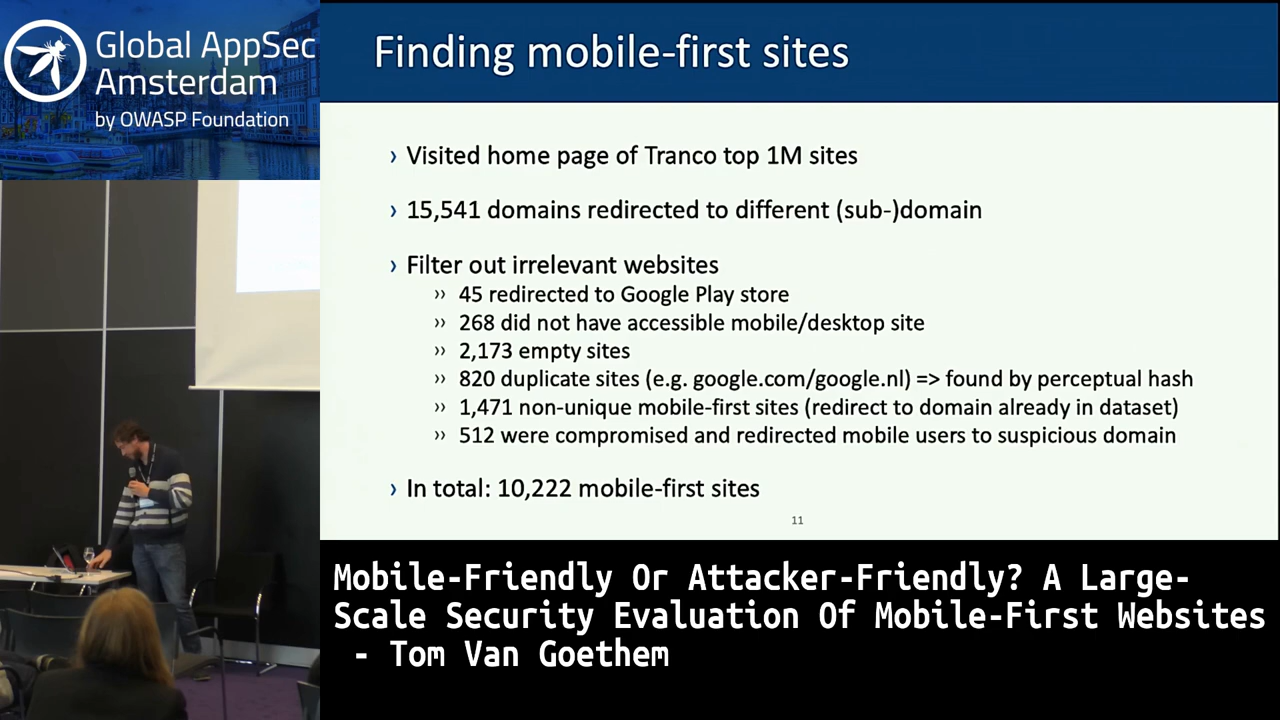 Global AppSec
Amsterdam
by OWASP Foundation
Finding mobile-first sites
› Visited home page of Tranco top 1M sites
› 15,541 domains redirected to different (sub-)domain
› Filter out irrelevant websites
›› 45 redirected to Google Play store
›› 268 did not have accessible mobile/desktop site
›› 2,173 empty sites
›› 820 duplicate sites (e.g. google.com/google.nl) => found by perceptual hash
›› 1,471 non-unique mobile-first sites (redirect to domain already in dataset)
›› 512 were compromised and redirected mobile users to suspicious domain
› In total: 10,222 mobile-first sites
11
Mobile-Friendly Or Attacker-Friendly? A Large-
Scale Security Evaluation Of Mobile-First Websites
- Tom Van Goethem